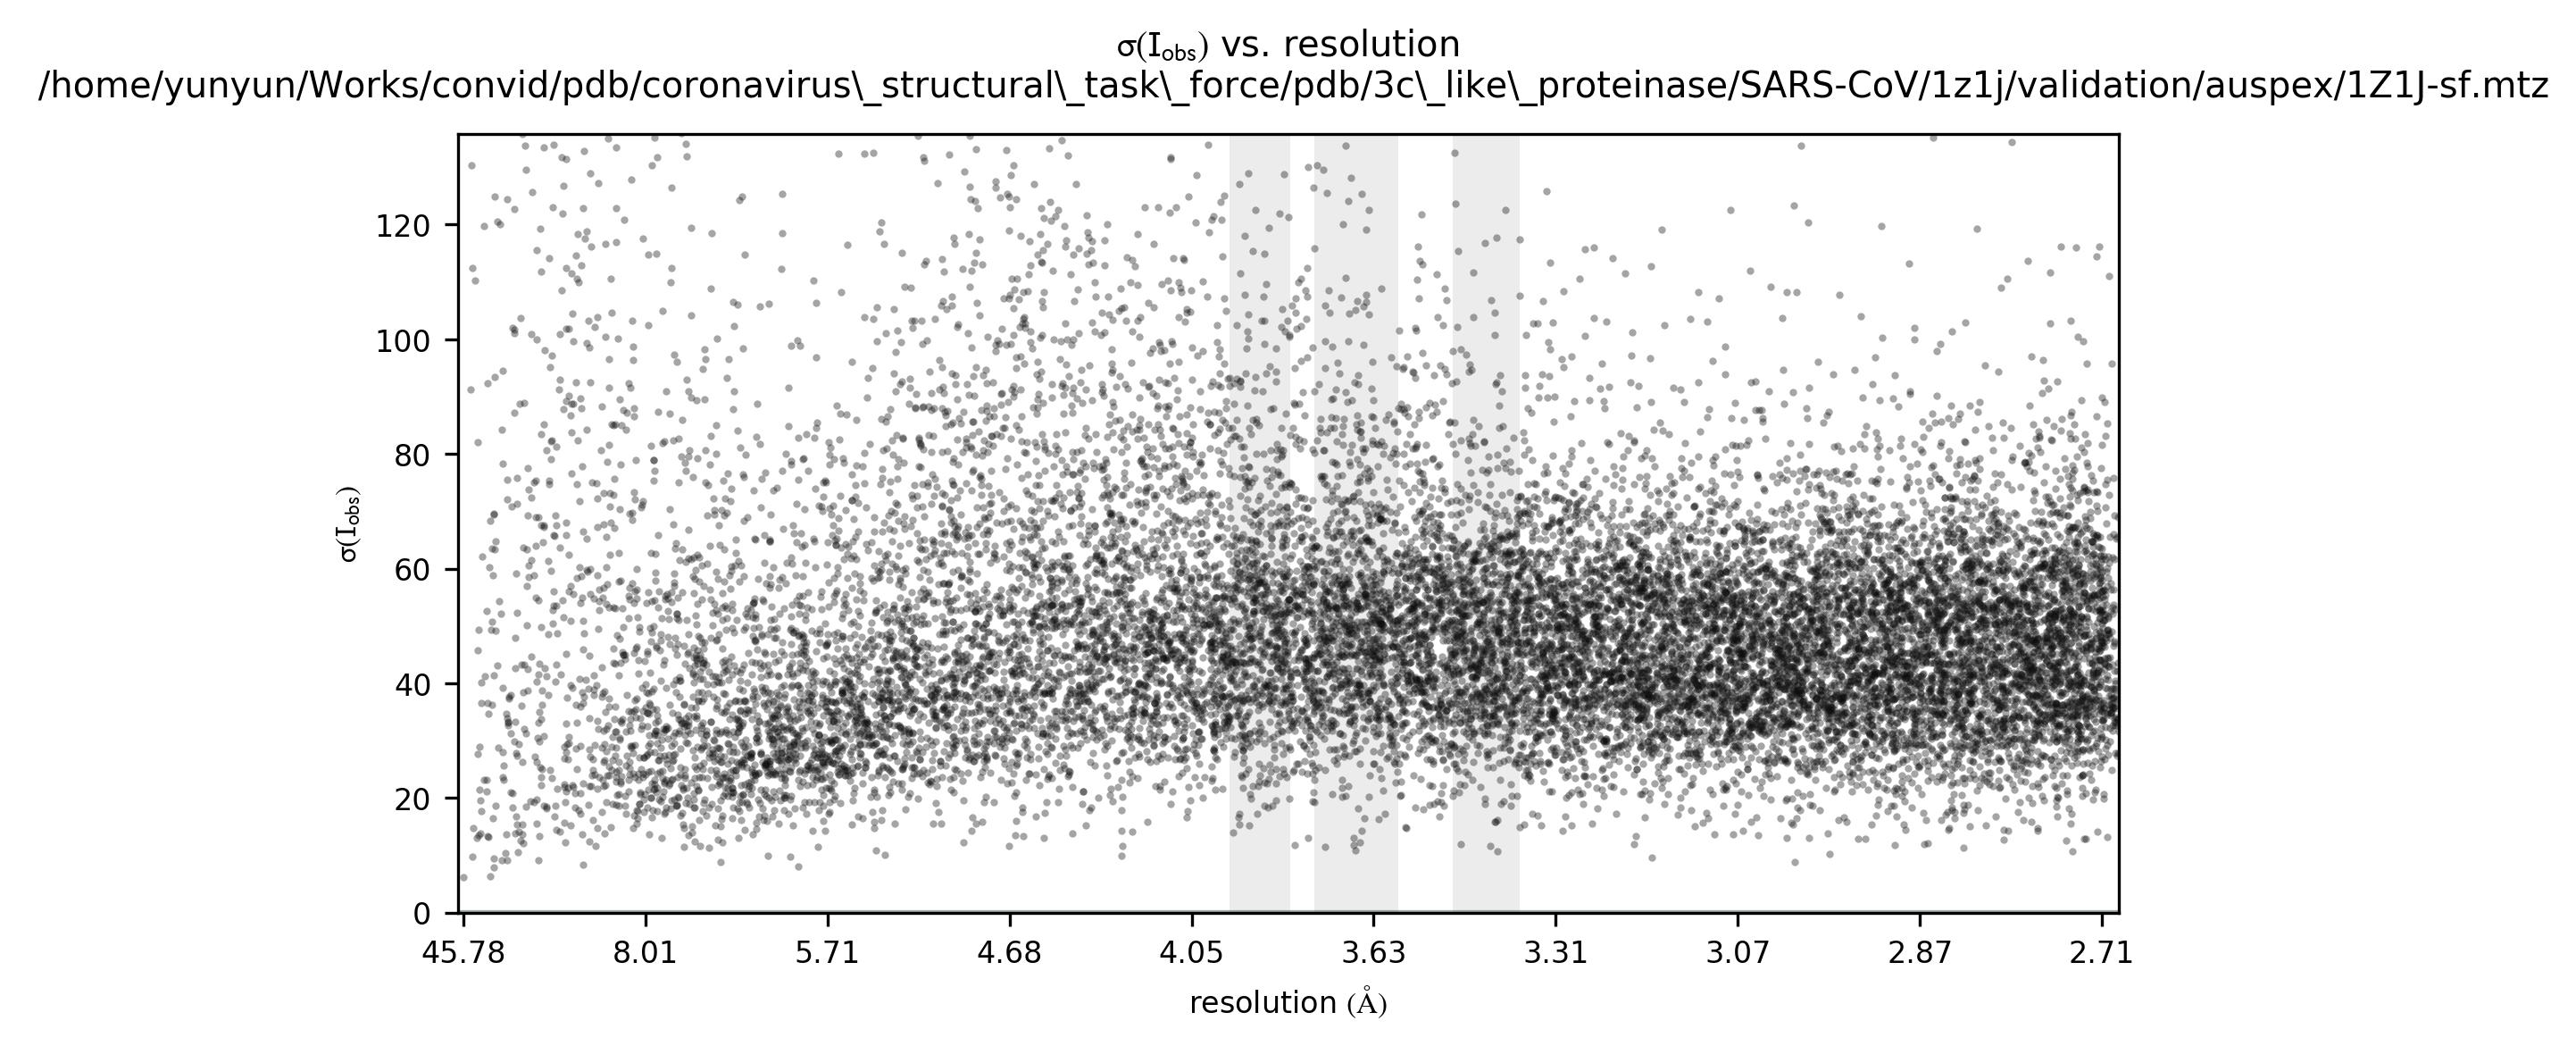 σ(Iobs) vs. resolution
/home/yunyun/Works/convid/pdb/coronavirus\_structural\_task\_force/pdb/3c\_like\_proteinase/SARS-CoV/1z1j/validation/auspex/1Z1J-sf.mtz
120
100
80
60
40
20
0
σ(Iobs)
45.78 8.01 5.71 4.68 4.05 3.63 3.31 3.07 2.87 2.71
resolution (Å)